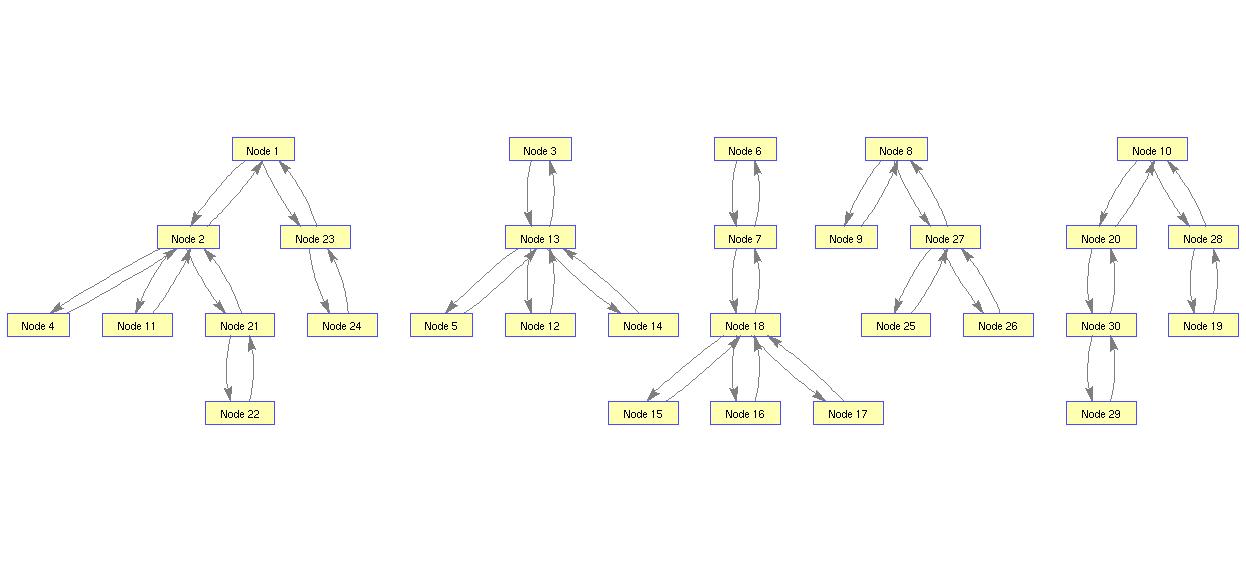 Node 1
Node 3
Node 6
Node 8
Node 10
Node 2
Node 23
Node 13
Node 7
Node 9
Node 27
Node 20
Node 28
Node 4
Node 11
Node 21
Node 24
Node 5
Node 12
Node 14
Node 18
Node 25
Node 26
Node 30
Node 19
Node 22
Node 15
Node 16
Node 17
Node 29